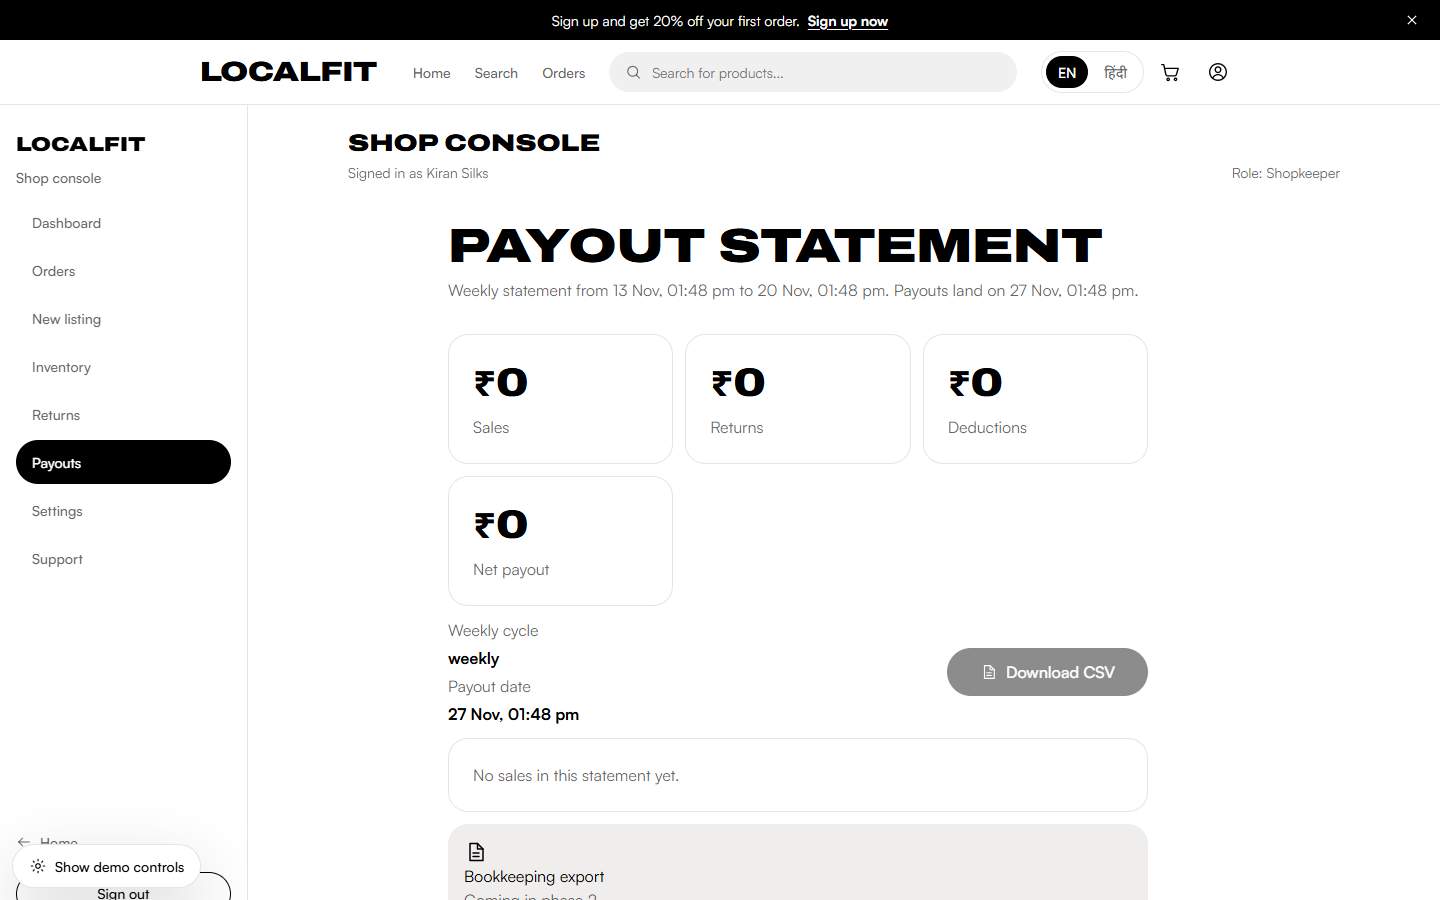 Sign up and get 20% off your first order. Sign up now
LOCALFIT
Home
Search
Orders
Search for products...
EN
हिंदी
LOCALFIT
Shop console
Dashboard
Orders
New listing
Inventory
Returns
Payouts
Settings
Support
Home
Show demo controls
Sign out
SHOP CONSOLE
Signed in as Kiran Silks
Role: Shopkeeper
PAYOUT STATEMENT
Weekly statement from 13 Nov, 01:48 pm to 20 Nov, 01:48 pm. Payouts land on 27 Nov, 01:48 pm.
₹0
Sales
₹0
Returns
₹0
Deductions
₹0
Net payout
Weekly cycle
weekly
Payout date
27 Nov, 01:48 pm
Download CSV
No sales in this statement yet.
Bookkeeping export
Coming in phase 2